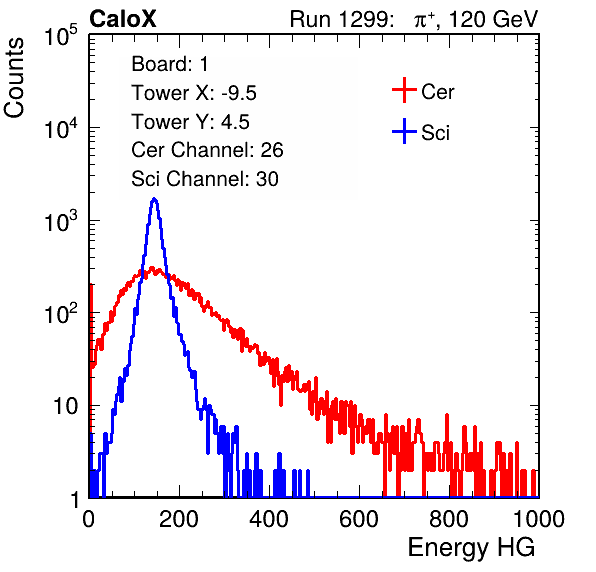 CaloX Run 1299: π⁺, 120 GeV
Counts
10⁵
10⁴
10³
10²
10
1
Board: 1
Tower X: -9.5
Tower Y: 4.5
Cer Channel: 26
Sci Channel: 30
Cer
Sci
0 200 400 600 800 1000
Energy HG